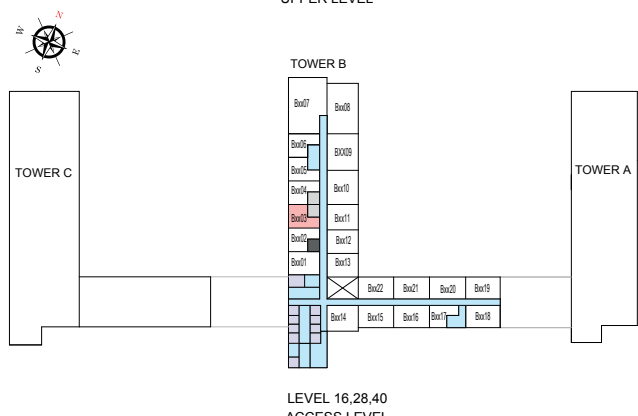 UPPER LEVEL
N
W
E
S
TOWER B
Bxx07
Bxx08
Bxx06
BXX09
Bxx05
TOWER C
TOWER A
Bxx04
Bxx10
Bxx03
Bxx11
Bxx02
Bxx12
Bxx01
Bxx13
Bxx22
Bxx21
Bxx20
Bxx19
Bxx14
Bxx15
Bxx16
Bxx17
Bxx18
LEVEL 16,28,40
ACCESS LEVEL